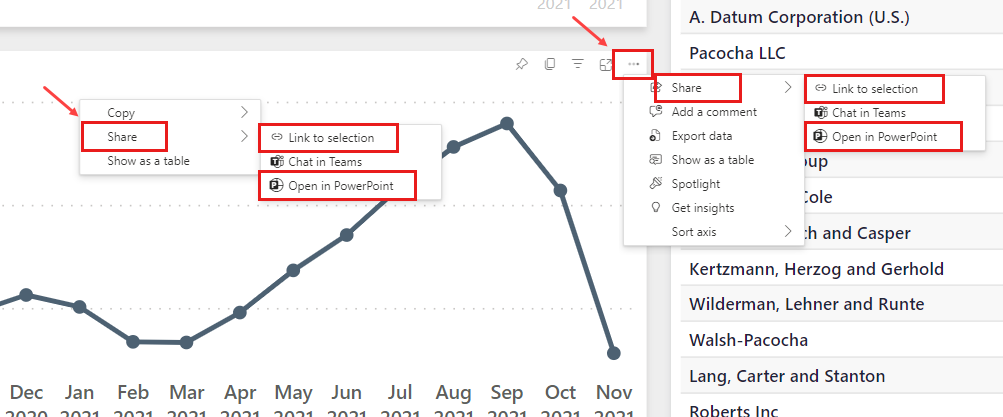 2021 2021
Copy
Share
Show as a table
Link to selection
Chat in Teams
Open in PowerPoint
Share
Add a comment
Export data
Show as a table
Spotlight
Get insights
Sort axis
Link to selection
Chat in Teams
Open in PowerPoint
A. Datum Corporation (U.S.)
Pacocha LLC
Cole
and Casper
Kertzmann, Herzog and Gerhold
Wilderman, Lehner and Runte
Walsh-Pacocha
Lang, Carter and Stanton
Roberts Inc
Dec Jan Feb Mar Apr May Jun Jul Aug Sep Oct Nov
2020 2021 2021 2021 2021 2021 2021 2021 2021 2021 2021 2021